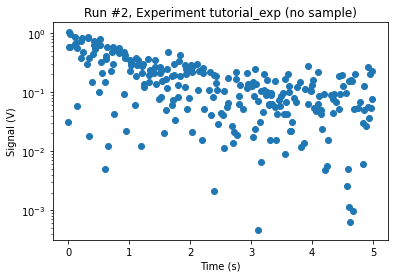 Run #2, Experiment tutorial_exp (no sample)
10⁰
10⁻¹
10⁻²
10⁻³
Signal (V)
0 1 2 3 4 5
Time (s)